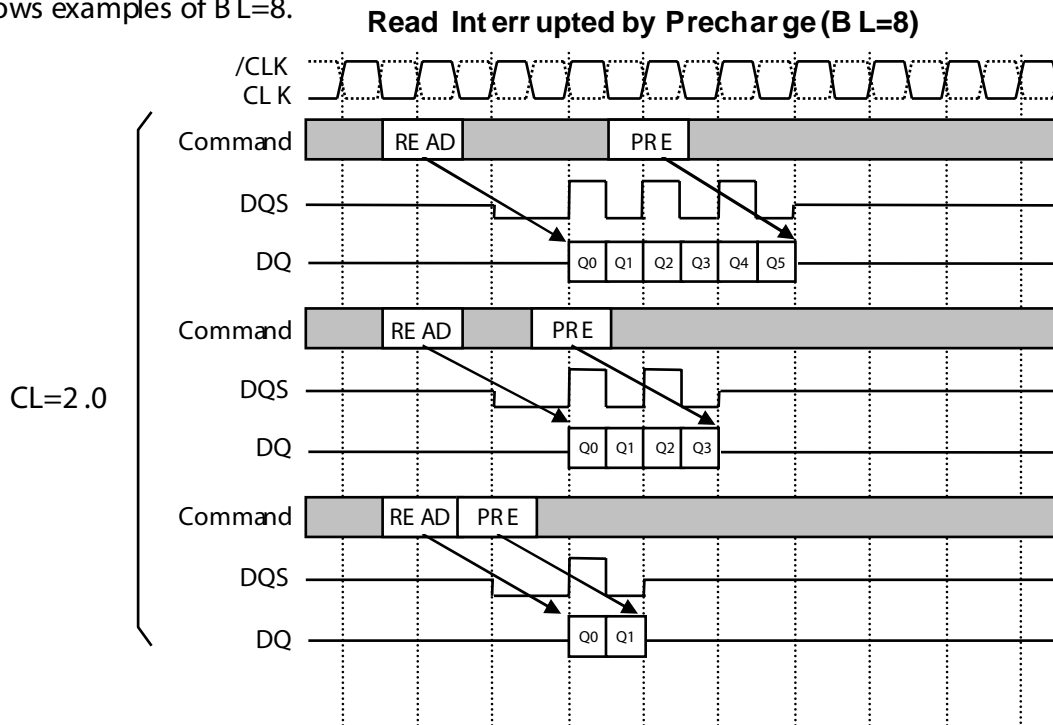 ows examples of BL=8.
Read Interrupted by Precharge (BL=8)
/CLK
CLK
Command READ PRE
DQS
DQ Q0 Q1 Q2 Q3 Q4 Q5
Command READ PRE
CL=2.0
DQS
DQ Q0 Q1 Q2 Q3
Command READ PRE
DQS
DQ Q0 Q1